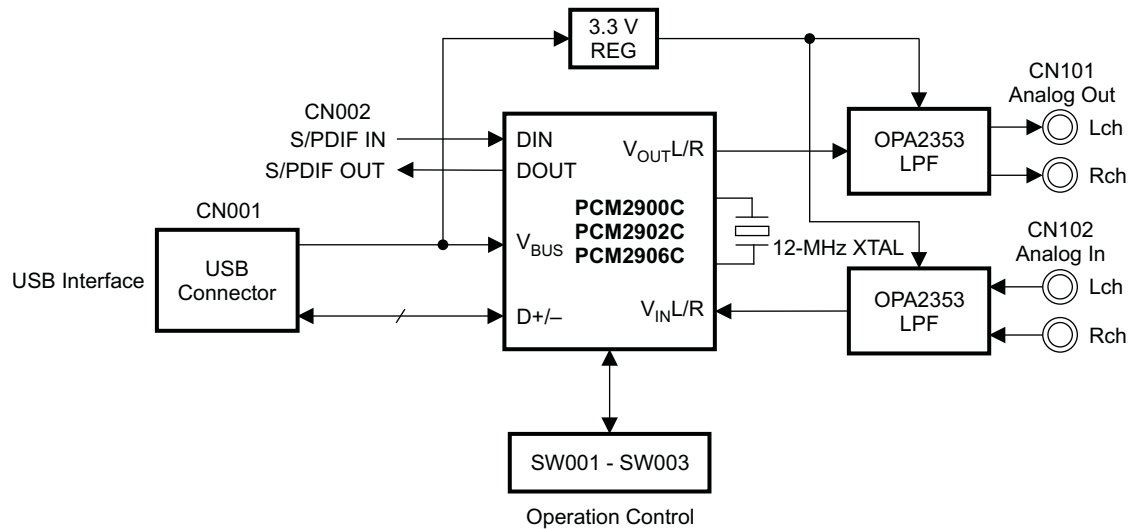 3.3 V
REG
CN101
Analog Out
Lch
Rch
OPA2353
LPF
CN002
S/PDIF IN
S/PDIF OUT
DIN
DOUT
VOUTL/R
CN001
USB Interface
USB
Connector
VBUS
D+/–
PCM2900C
PCM2902C
PCM2906C
12-MHz XTAL
VINL/R
OPA2353
LPF
CN102
Analog In
Lch
Rch
SW001 - SW003
Operation Control